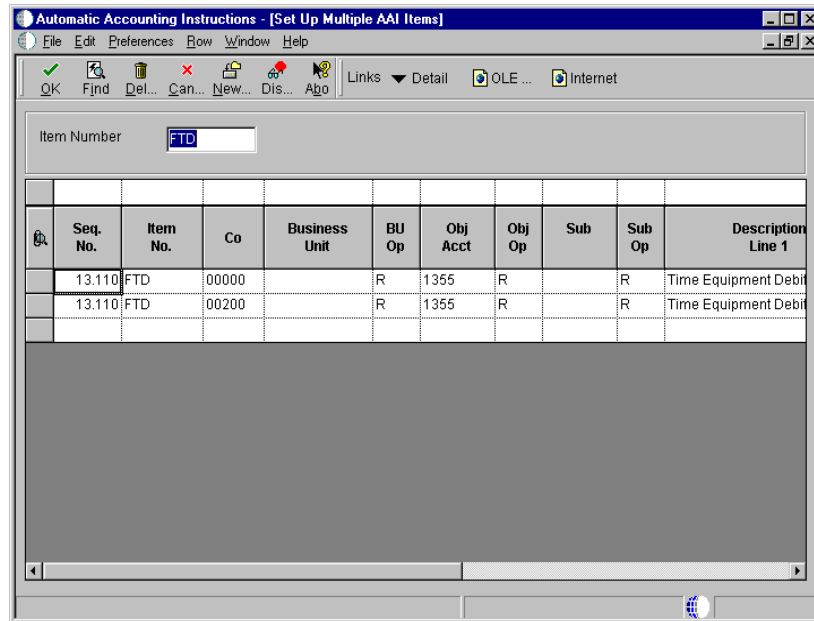 Automatic Accounting Instructions - [Set Up Multiple AAI Items]
File Edit Preferences Row Window Help
OK Find Del... Can... New... Dis... Abo Links Detail OLE ... Internet
Item Number FTD
Seq. No. Item No. Co Business Unit BU Op Obj Acct Obj Op Sub Sub Op Description Line 1
13.110 FTD 00000 R 1355 R R Time Equipment Debit
13.110 FTD 00200 R 1355 R R Time Equipment Debit